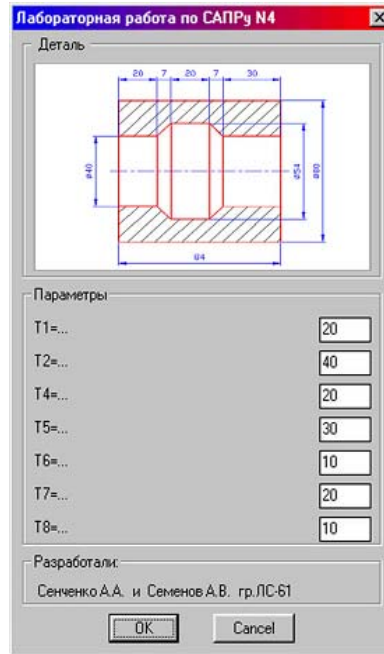 Лабораторная работа по САПРу N4
Деталь
20 7 20 7 30
ø40 ø54 ø80
84
Параметры
T1=... 20
T2=... 40
T4=... 20
T5=... 30
T6=... 10
T7=... 20
T8=... 10
Разработали:
Сенченко А.А. и Семенов А.В. гр.ЛС-61
OK Cancel